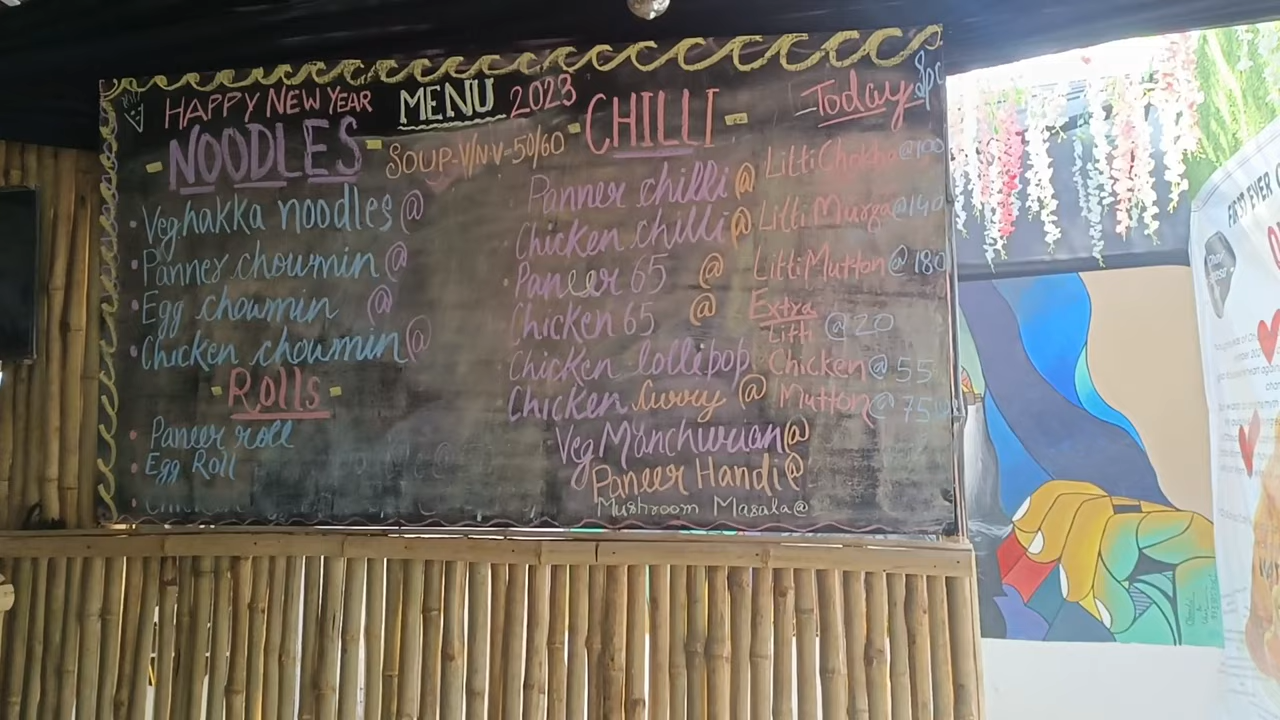 HAPPY NEW YEAR MENU 2023
NOODLES
SOUP-V/N-V-50/60
Veg hakka noodles @
Panner chowmin @
Egg chowmin @
Chicken chowmin @
Rolls
Paneer roll
Egg Roll
CHILLI
Panner chilli @
Chicken chilli @
Paneer 65 @
Chicken 65 @
Chicken lollipop
Chicken Curry @
Veg Manchwuan @
Paneer Handi @
Mushroom Masala @
Today
Litti Chokha @ 100
Litti Murga @ 140
Litti Mutton @ 180
Extra
Litti @ 20
Chicken @ 55
Mutton @ 75
FAST EVER